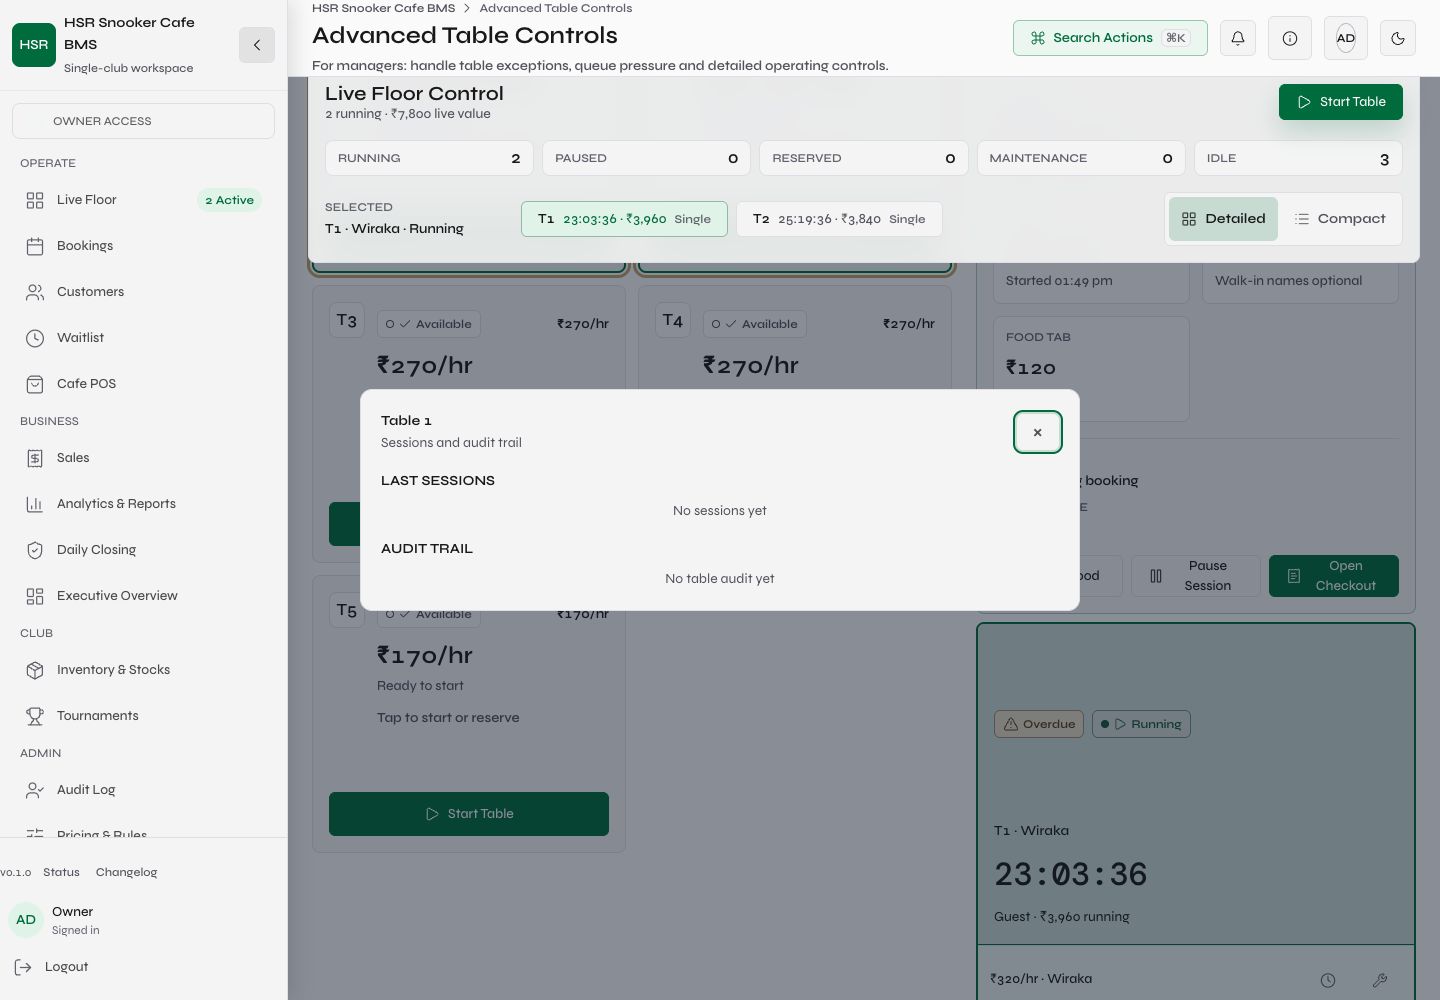 HSR
HSR Snooker Cafe BMS
Single-club workspace
OWNER ACCESS
OPERATE
Live Floor
2 Active
Bookings
Customers
Waitlist
Cafe POS
BUSINESS
Sales
Analytics & Reports
Daily Closing
Executive Overview
CLUB
Inventory & Stocks
Tournaments
ADMIN
Audit Log
Pricing & Rules
v0.1.0 Status Changelog
AD
Owner
Signed in
Logout
HSR Snooker Cafe BMS > Advanced Table Controls
Advanced Table Controls
For managers: handle table exceptions, queue pressure and detailed operating controls.
Search Actions ⌘K
AD
Live Floor Control
2 running · ₹7,800 live value
Start Table
RUNNING 2
PAUSED 0
RESERVED 0
MAINTENANCE 0
IDLE 3
SELECTED
T1 · Wiraka · Running
T1 23:03:36 · ₹3,960 Single
T2 25:19:36 · ₹3,840 Single
Detailed
Compact
T3
Available
₹270/hr
₹270/hr
T4
Available
₹270/hr
₹270/hr
Started 01:49 pm
Walk-in names optional
FOOD TAB
₹120
Table 1
Sessions and audit trail
×
LAST SESSIONS
No sessions yet
AUDIT TRAIL
No table audit yet
booking
Pause Session
Open Checkout
T5
Available
₹170/hr
₹170/hr
Ready to start
Tap to start or reserve
Start Table
Overdue
Running
T1 · Wiraka
23:03:36
Guest · ₹3,960 running
₹320/hr · Wiraka